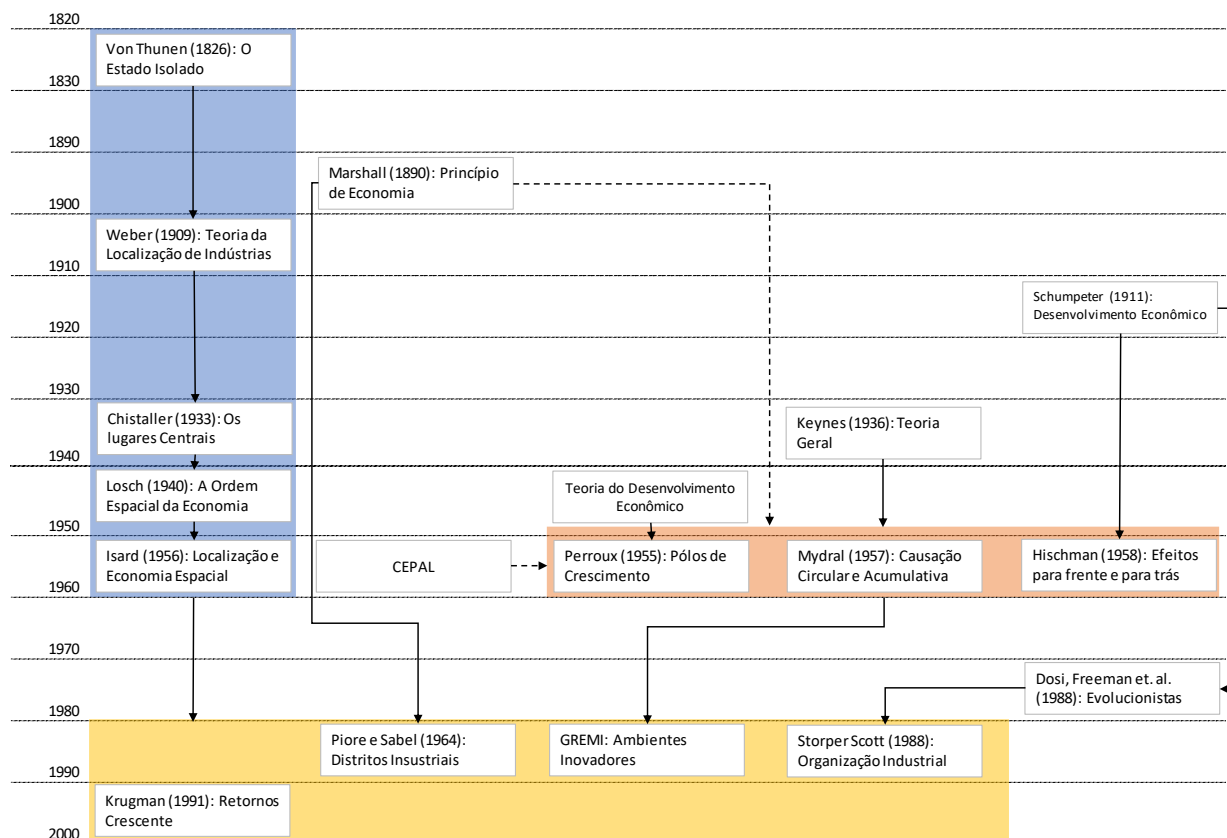 1820
Von Thunen (1826): O
Estado Isolado
1830
1890
Marshall (1890): Princípio
de Economia
1900
Weber (1909): Teoria da
Localização de Indústrias
1910
Schumpeter (1911):
Desenvolvimento Econômico
1920
1930
Chistaller (1933): Os
lugares Centrais
Keynes (1936): Teoria
Geral
1940
Losch (1940): A Ordem
Espacial da Economia
Teoria do Desenvolvimento
Econômico
1950
Isard (1956): Localização e
Economia Espacial
CEPAL
Perroux (1955): Pólos de
Crescimento
Mydral (1957): Causação
Circular e Acumulativa
Hischman (1958): Efeitos
para frente e para trás
1960
1970
Dosi, Freeman et. al.
(1988): Evolucionistas
1980
Piore e Sabel (1964):
Distritos Insustriais
GREMI: Ambientes
Inovadores
Storper Scott (1988):
Organização Industrial
1990
Krugman (1991): Retornos
Crescente
2000